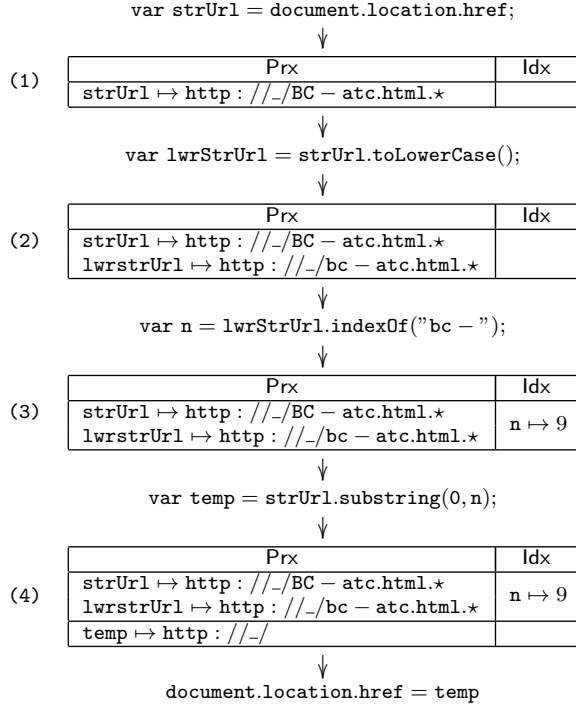 var strUrl = document.location.href;
(1)
Prx Idx
strUrl ↦ http : //_/BC − atc.html.⋆
var lwrStrUrl = strUrl.toLowerCase();
(2)
Prx Idx
strUrl ↦ http : //_/BC − atc.html.⋆
lwrstrUrl ↦ http : //_/bc − atc.html.⋆
var n = lwrStrUrl.indexOf("bc − ");
(3)
Prx Idx
strUrl ↦ http : //_/BC − atc.html.⋆
lwrstrUrl ↦ http : //_/bc − atc.html.⋆
n ↦ 9
var temp = strUrl.substring(0, n);
(4)
Prx Idx
strUrl ↦ http : //_/BC − atc.html.⋆
lwrstrUrl ↦ http : //_/bc − atc.html.⋆
n ↦ 9
temp ↦ http : //_/
document.location.href = temp